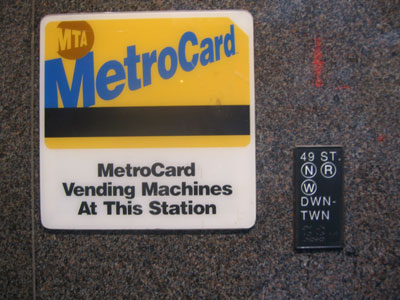 MTA
MetroCard
MetroCard
Vending Machines
At This Station
49 ST.
N R
W
DWN-
TWN